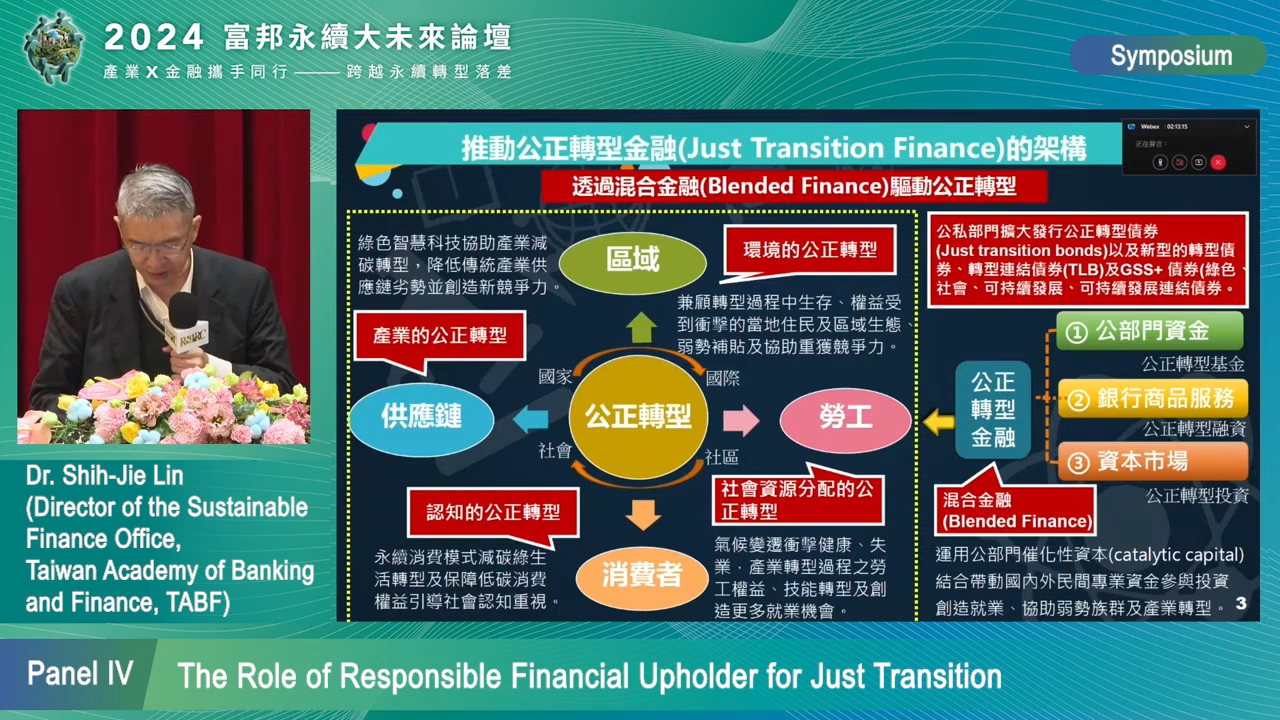 2024 富邦永續大未來論壇
產業X金融攜手同行——跨越永續轉型落差
Symposium
推動公正轉型金融(Just Transition Finance)的架構
Webex
02:13:15
正在發言：
透過混合金融(Blended Finance)驅動公正轉型
綠色智慧科技協助產業減
碳轉型，降低傳統產業供
應鏈劣勢並創造新競爭力。
區域
環境的公正轉型
兼顧轉型過程中生存、權益受
到衝擊的當地住民及區域生態、
弱勢補貼及協助重獲競爭力。
產業的公正轉型
國家
國際
供應鏈
公正轉型
勞工
社會
社區
認知的公正轉型
社會資源分配的公
正轉型
永續消費模式減碳綠生
活轉型及保障低碳消費
權益引導社會認知重視。
消費者
氣候變遷衝擊健康、失
業．產業轉型過程之勞
工權益、技能轉型及創
造更多就業機會。
公私部門擴大發行公正轉型債券
(Just transition bonds)以及新型的轉型債
券、轉型連結債券(TLB)及GSS+ 債券(綠色、
社會、可持續發展、可持續發展連結債券。
① 公部門資金
公正轉型基金
公正
轉型
金融
② 銀行商品服務
公正轉型融資
③ 資本市場
公正轉型投資
混合金融
(Blended Finance)
運用公部門催化性資本(catalytic capital)
結合帶動國內外民間專業資金參與投資
創造就業、協助弱勢族群及產業轉型。
3
Dr. Shih-Jie Lin
(Director of the Sustainable
Finance Office,
Taiwan Academy of Banking
and Finance, TABF)
Panel IV
The Role of Responsible Financial Upholder for Just Transition